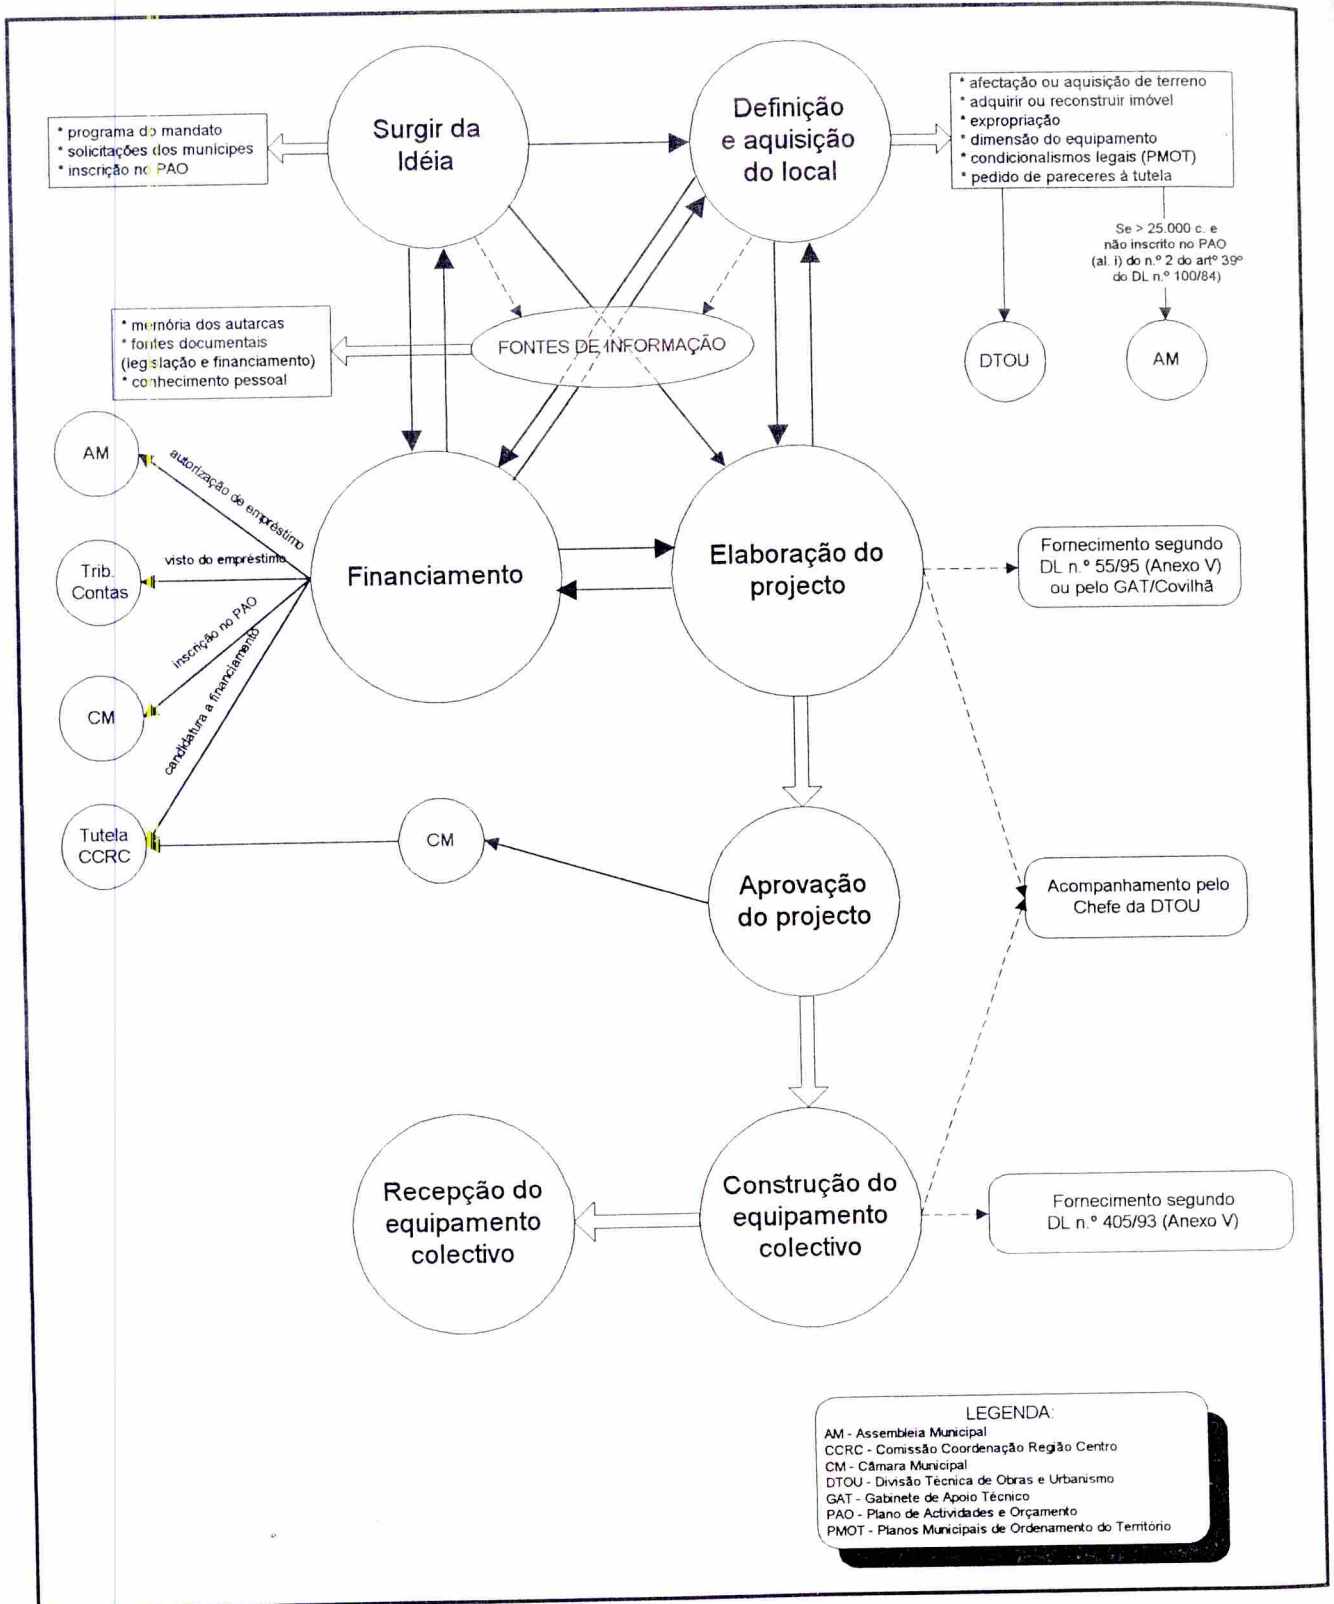 Surgir da
Idéia
Definição
e aquisição
do local
* programa do mandato
* solicitações dos municipes
* inscrição no PAO
* afectação ou aquisição de terreno
* adquirir ou reconstruir imóvel
* expropriação
* dimensão do equipamento
* condicionalismos legais (PMOT)
* pedido de pareceres à tutela
Se > 25.000 c. e
não inscrito no PAO
(al. i) do n.º 2 do artº 39º
do DL n.º 100/84)
DTOU
AM
* memória dos autarcas
* fontes documentais
(legislação e financiamento)
* conhecimento pessoal
FONTES DE INFORMAÇÃO
AM
autorização de empréstimo
Trib.
Contas
visto do empréstimo
CM
inscrição no PAO
Tutela
CCRC
candidatura a financiamento
Financiamento
Elaboração do
projecto
Fornecimento segundo
DL n.º 55/95 (Anexo V)
ou pelo GAT/Covilhã
CM
Aprovação
do projecto
Acompanhamento pelo
Chefe da DTOU
Recepção do
equipamento
colectivo
Construção do
equipamento
colectivo
Fornecimento segundo
DL n.º 405/93 (Anexo V)
LEGENDA:
AM - Assembleia Municipal
CCRC - Comissão Coordenação Região Centro
CM - Câmara Municipal
DTOU - Divisão Técnica de Obras e Urbanismo
GAT - Gabinete de Apoio Técnico
PAO - Plano de Actividades e Orçamento
PMOT - Planos Municipais de Ordenamento do Território